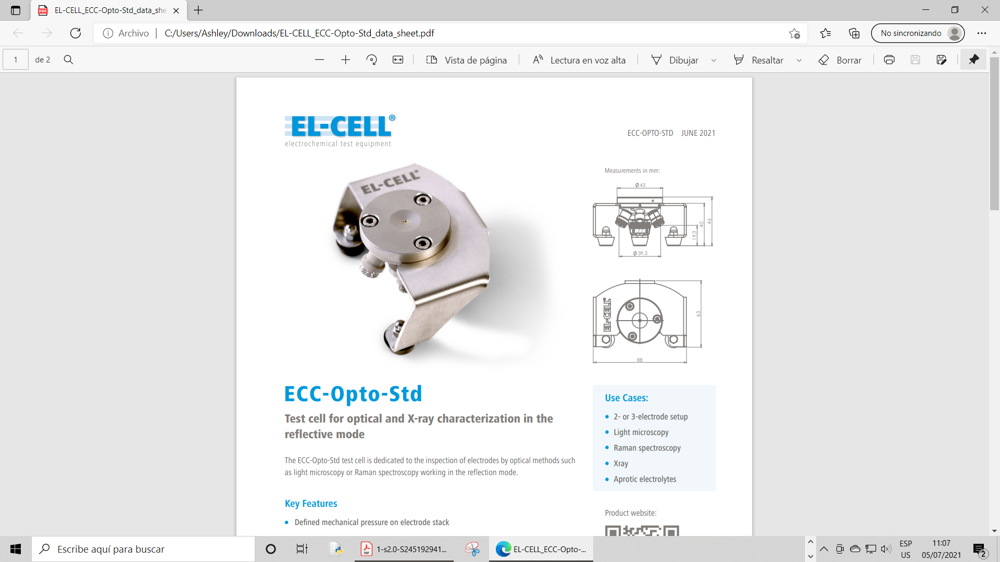 EL-CELL_ECC-Opto-Std_data_she
Archivo C:/Users/Ashley/Downloads/EL-CELL_ECC-Opto-Std_data_sheet.pdf No sincronizando
1 de 2 Vista de página Lectura en voz alta Dibujar Resaltar Borrar
EL-CELL®
electrochemical test equipment
ECC-OPTO-STD JUNE 2021
EL-CELL®
Measurements in mm:
Ø 43
19.3
40
46
Ø 39.3
EL-CELL®
63
88
ECC-Opto-Std
Test cell for optical and X-ray characterization in the
reflective mode
The ECC-Opto-Std test cell is dedicated to the inspection of electrodes by optical methods such
as light microscopy or Raman spectroscopy working in the reflection mode.
Key Features
• Defined mechanical pressure on electrode stack
Use Cases:
• 2- or 3-electrode setup
• Light microscopy
• Raman spectroscopy
• Xray
• Aprotic electrolytes
Product website:
Escribe aquí para buscar
PDF
1-s2.0-S245192941...
EL-CELL_ECC-Opto-...
ESP
US
11:07
05/07/2021
2